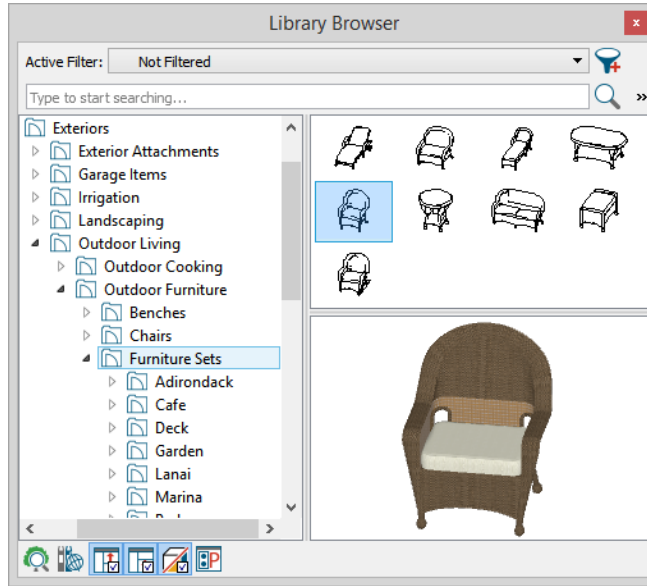 Library Browser
x
Active Filter: Not Filtered
Type to start searching...
»
Exteriors
Exterior Attachments
Garage Items
Irrigation
Landscaping
Outdoor Living
Outdoor Cooking
Outdoor Furniture
Benches
Chairs
Furniture Sets
Adirondack
Cafe
Deck
Garden
Lanai
Marina
P